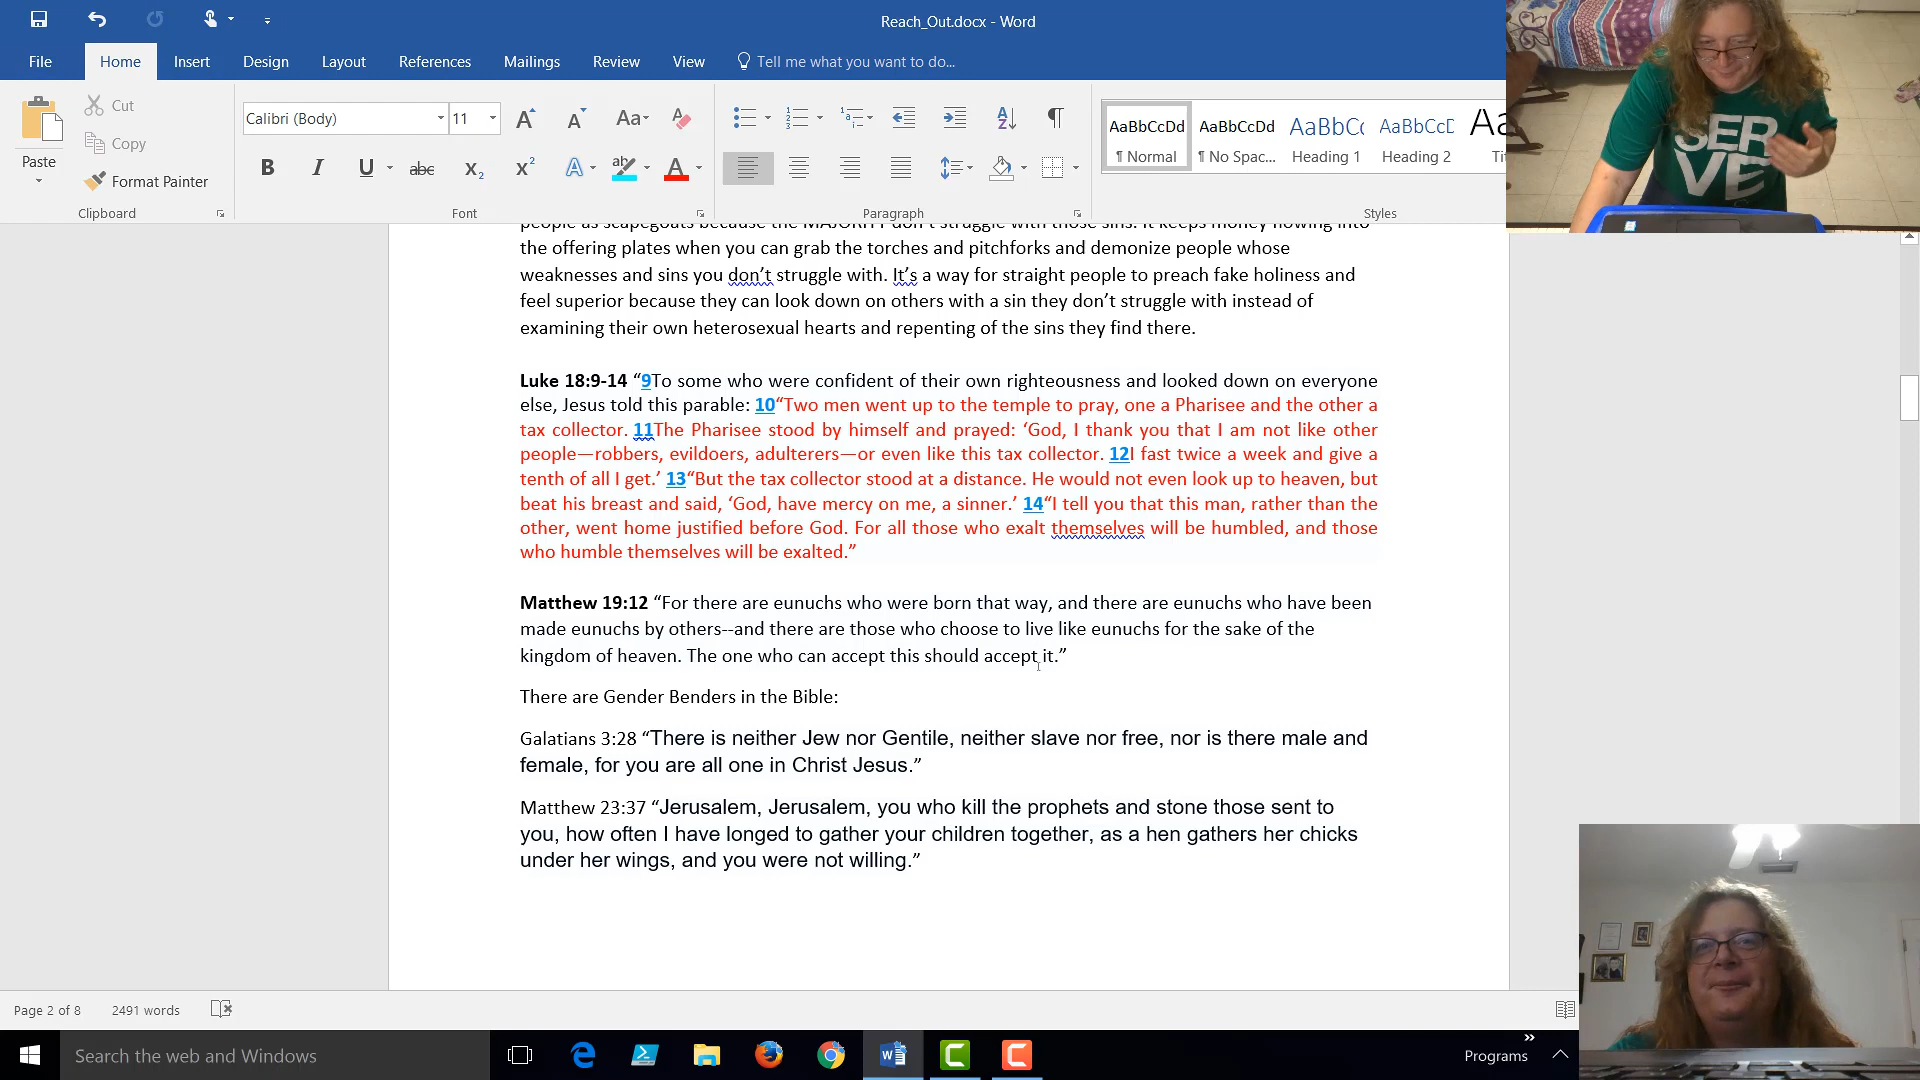 Reach_Out.docx - Word
File Home Insert Design Layout References Mailings Review View Tell me what you want to do...
Cut
Copy
Paste
Format Painter
Clipboard
Calibri (Body) 11
Font
Paragraph
AaBbCcDd AaBbCcDd AaBbCc AaBbCcD
¶ Normal ¶ No Spac... Heading 1 Heading 2
Styles
SER
VE
people as scapegoats because the MAJORITY don't struggle with those sins. It keeps money flowing into
the offering plates when you can grab the torches and pitchforks and demonize people whose
weaknesses and sins you don't struggle with. It's a way for straight people to preach fake holiness and
feel superior because they can look down on others with a sin they don't struggle with instead of
examining their own heterosexual hearts and repenting of the sins they find there.
Luke 18:9-14 “9To some who were confident of their own righteousness and looked down on everyone
else, Jesus told this parable: 10“Two men went up to the temple to pray, one a Pharisee and the other a
tax collector. 11The Pharisee stood by himself and prayed: ‘God, I thank you that I am not like other
people—robbers, evildoers, adulterers—or even like this tax collector. 12I fast twice a week and give a
tenth of all I get.’ 13“But the tax collector stood at a distance. He would not even look up to heaven, but
beat his breast and said, ‘God, have mercy on me, a sinner.’ 14“I tell you that this man, rather than the
other, went home justified before God. For all those who exalt themselves will be humbled, and those
who humble themselves will be exalted.”
Matthew 19:12 “For there are eunuchs who were born that way, and there are eunuchs who have been
made eunuchs by others--and there are those who choose to live like eunuchs for the sake of the
kingdom of heaven. The one who can accept this should accept it.”
There are Gender Benders in the Bible:
Galatians 3:28 “There is neither Jew nor Gentile, neither slave nor free, nor is there male and
female, for you are all one in Christ Jesus.”
Matthew 23:37 “Jerusalem, Jerusalem, you who kill the prophets and stone those sent to
you, how often I have longed to gather your children together, as a hen gathers her chicks
under her wings, and you were not willing.”
Page 2 of 8 2491 words
Search the web and Windows
Programs